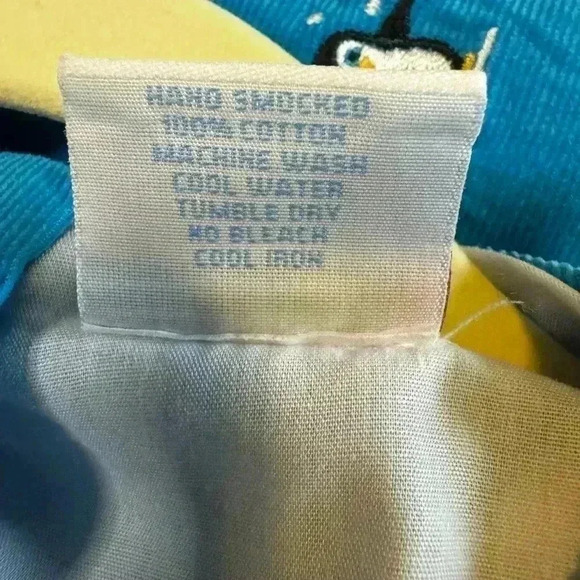 HAND SMOCKED
100% COTTON
MACHINE WASH
COOL WATER
TUMBLE DRY
NO BLEACH
COOL IRON